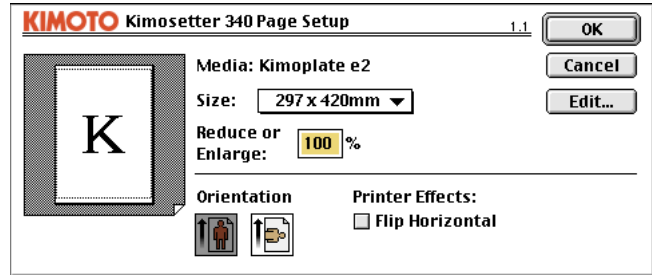 KIMOTO Kimosetter 340 Page Setup 1.1 OK
Media: Kimoplate e2 Cancel
Size: 297 x 420mm Edit...
K
Reduce or
Enlarge: 100 %
Orientation Printer Effects:
Flip Horizontal